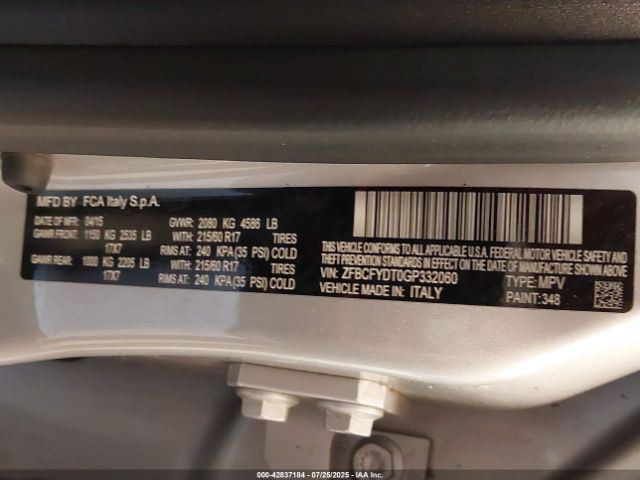 MFD BY FCA Italy S.p.A.
DATE OF MFD: 04/15 GVWR: 2080 KG 4586 LB
GAWR FRONT: 1150 KG 2535 LB WITH: 215/60 R17 TIRES
17X7 RIMS AT: 240 KPA (35 PSI) COLD
GAWR REAR: 1000 KG 2205 LB WITH: 215/60 R17 TIRES
17X7 RIMS AT: 240 KPA (35 PSI) COLD
THIS VEHICLE CONFORMS TO ALL APPLICABLE U.S.A. FEDERAL MOTOR VEHICLE SAFETY AND
THEFT PREVENTION STANDARDS IN EFFECT ON THE DATE OF MANUFACTURE SHOWN ABOVE
VIN: ZFBCFYDT0GP332060 TYPE: MPV
VEHICLE MADE IN: ITALY PAINT: 348
000-42837184 | 07/25/2025 | IAA Inc. |